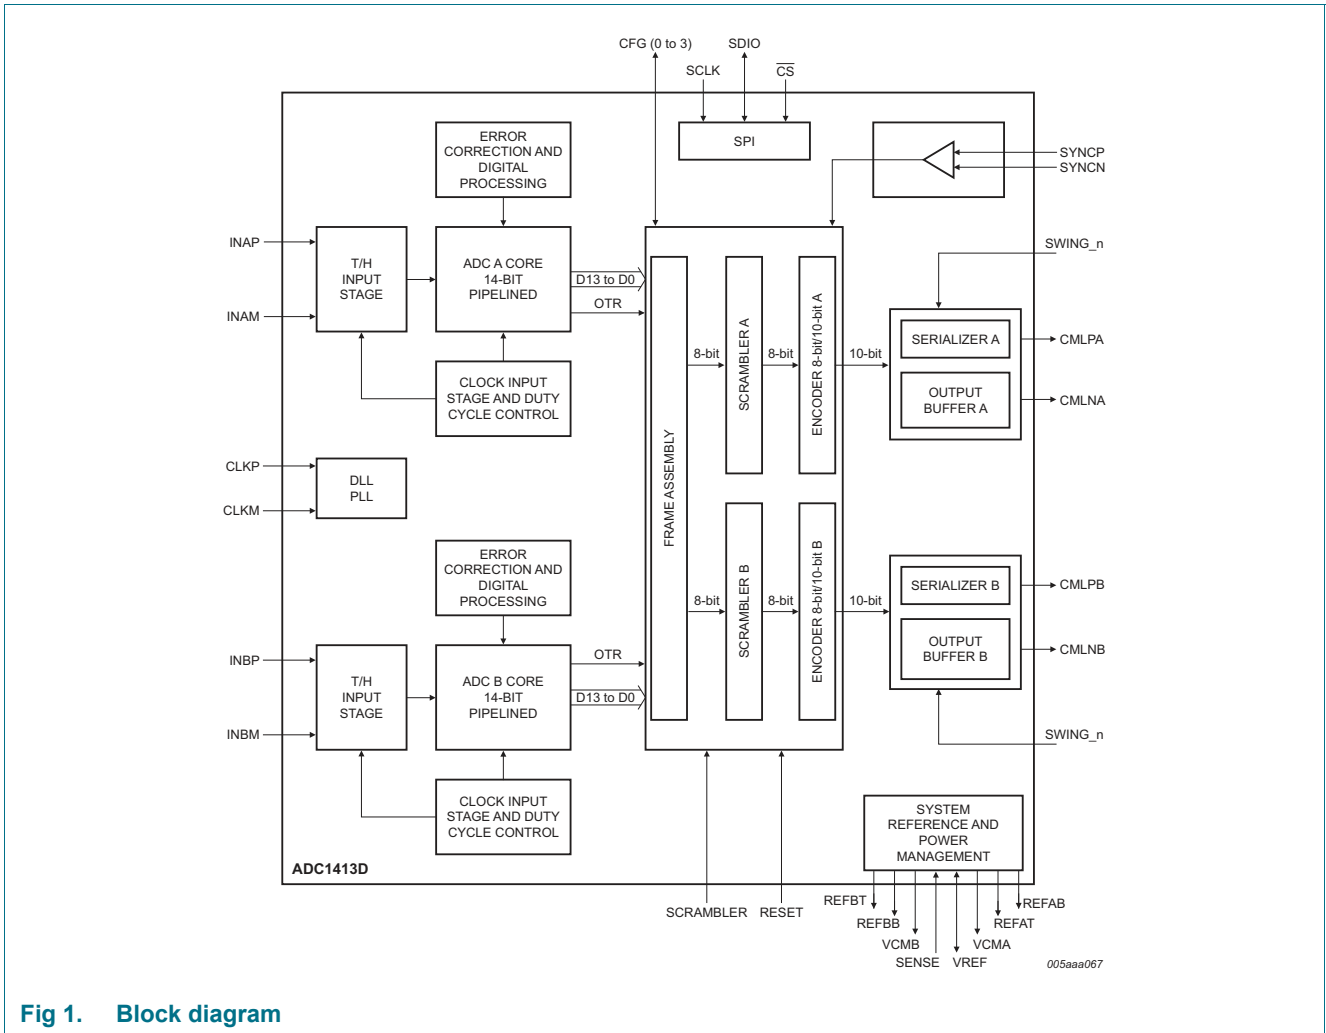 CFG (0 to 3)
SDIO
SCLK
CS
ERROR
CORRECTION AND
DIGITAL
PROCESSING
SPI
SYNCP
SYNCN
INAP
INAM
T/H
INPUT
STAGE
ADC A CORE
14-BIT
PIPELINED
D13 to D0
OTR
SWING_n
CLOCK INPUT
STAGE AND DUTY
CYCLE CONTROL
FRAME ASSEMBLY
8-bit
SCRAMBLER A
8-bit
ENCODER 8-bit/10-bit A
10-bit
SERIALIZER A
OUTPUT
BUFFER A
CMLPA
CMLNA
CLKP
CLKM
DLL
PLL
ERROR
CORRECTION AND
DIGITAL
PROCESSING
8-bit
SCRAMBLER B
8-bit
ENCODER 8-bit/10-bit B
10-bit
SERIALIZER B
OUTPUT
BUFFER B
CMLPB
CMLNB
INBP
INBM
T/H
INPUT
STAGE
ADC B CORE
14-BIT
PIPELINED
OTR
D13 to D0
SWING_n
CLOCK INPUT
STAGE AND DUTY
CYCLE CONTROL
SYSTEM
REFERENCE AND
POWER
MANAGEMENT
ADC1413D
SCRAMBLER
RESET
REFBT
REFBB
VCMB
SENSE
VREF
VCMA
REFAT
REFAB
005aaa067
Fig 1. Block diagram